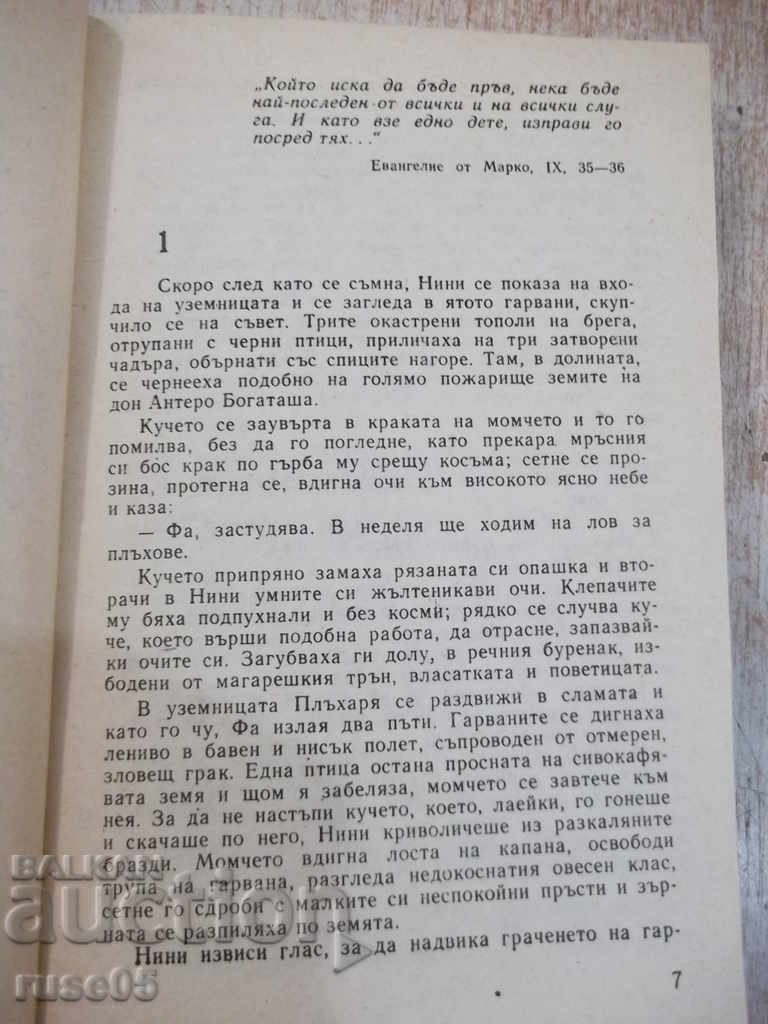 „Който иска да бъде пръв, нека бъде
най-последен от всички и на всички слу-
га. И като взе едно дете, изправи го
посред тях. . .“
Евангелие от Марко, IX, 35—36
1
Скоро след като се съмна, Нини се показа на вхо-
да на уземницата и се загледа в ятото гарвани, скуп-
чило се на съвет. Трите окастрени тополи на брега,
отрупани с черни птици, приличаха на три затворени
чадъра, обърнати със спиците нагоре. Там, в долината,
се чернееха подобно на голямо пожарище земите на
дон Антеро Богаташа.
Кучето се заувърта в краката на момчето и то го
помилва, без да го погледне, като прекара мръсния
си бос крак по гърба му срещу косъма; сетне се про-
зина, протегна се, вдигна очи към високото ясно небе
и каза:
— Фа, застудява. В неделя ще ходим на лов за
плъхове.
Кучето припряно замаха рязаната си опашка и вто-
рачи в Нини умните си жълтеникави очи. Клепачите
му бяха подпухнали и без косми; рядко се случва ку-
че, което върши подобна работа, да отрасне, запазвай-
ки очите си. Загубваха ги долу, в речния буренак, из-
бодени от магарешкия трън, власатката и поветицата.
В уземницата Плъхаря се раздвижи в сламата и
като го чу, Фа излая два пъти. Гарваните се дигнаха
лениво в бавен и нисък полет, съпроводен от отмерен,
зловещ грак. Една птица остана просната на сивокафя-
вата земя и щом я забеляза, момчето се завтече към
нея. За да не настъпи кучето, което, лаейки, го гонеше
и скачаше по него, Нини криволичеше из разкаляните
бразди. Момчето вдигна лоста на капана, освободи
трупа на гарвана, разгледа недокоснатия овесен клас,
сетне го сдроби с малките си неспокойни пръсти и зър-
ната се разпиляха по земята.
Нини извиси глас, за да надвика граченето на гар-
7
BALKAN
auction
ruse05